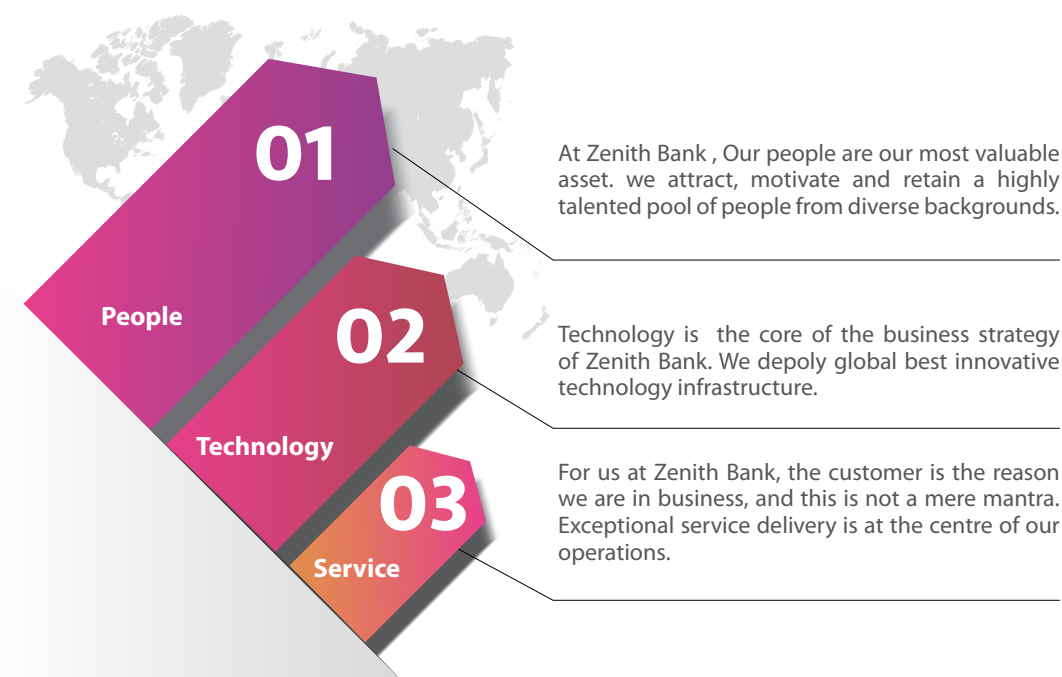 01
People
At Zenith Bank , Our people are our most valuable
asset. we attract, motivate and retain a highly
talented pool of people from diverse backgrounds.
02
Technology
Technology is the core of the business strategy
of Zenith Bank. We depoly global best innovative
technology infrastructure.
03
Service
For us at Zenith Bank, the customer is the reason
we are in business, and this is not a mere mantra.
Exceptional service delivery is at the centre of our
operations.